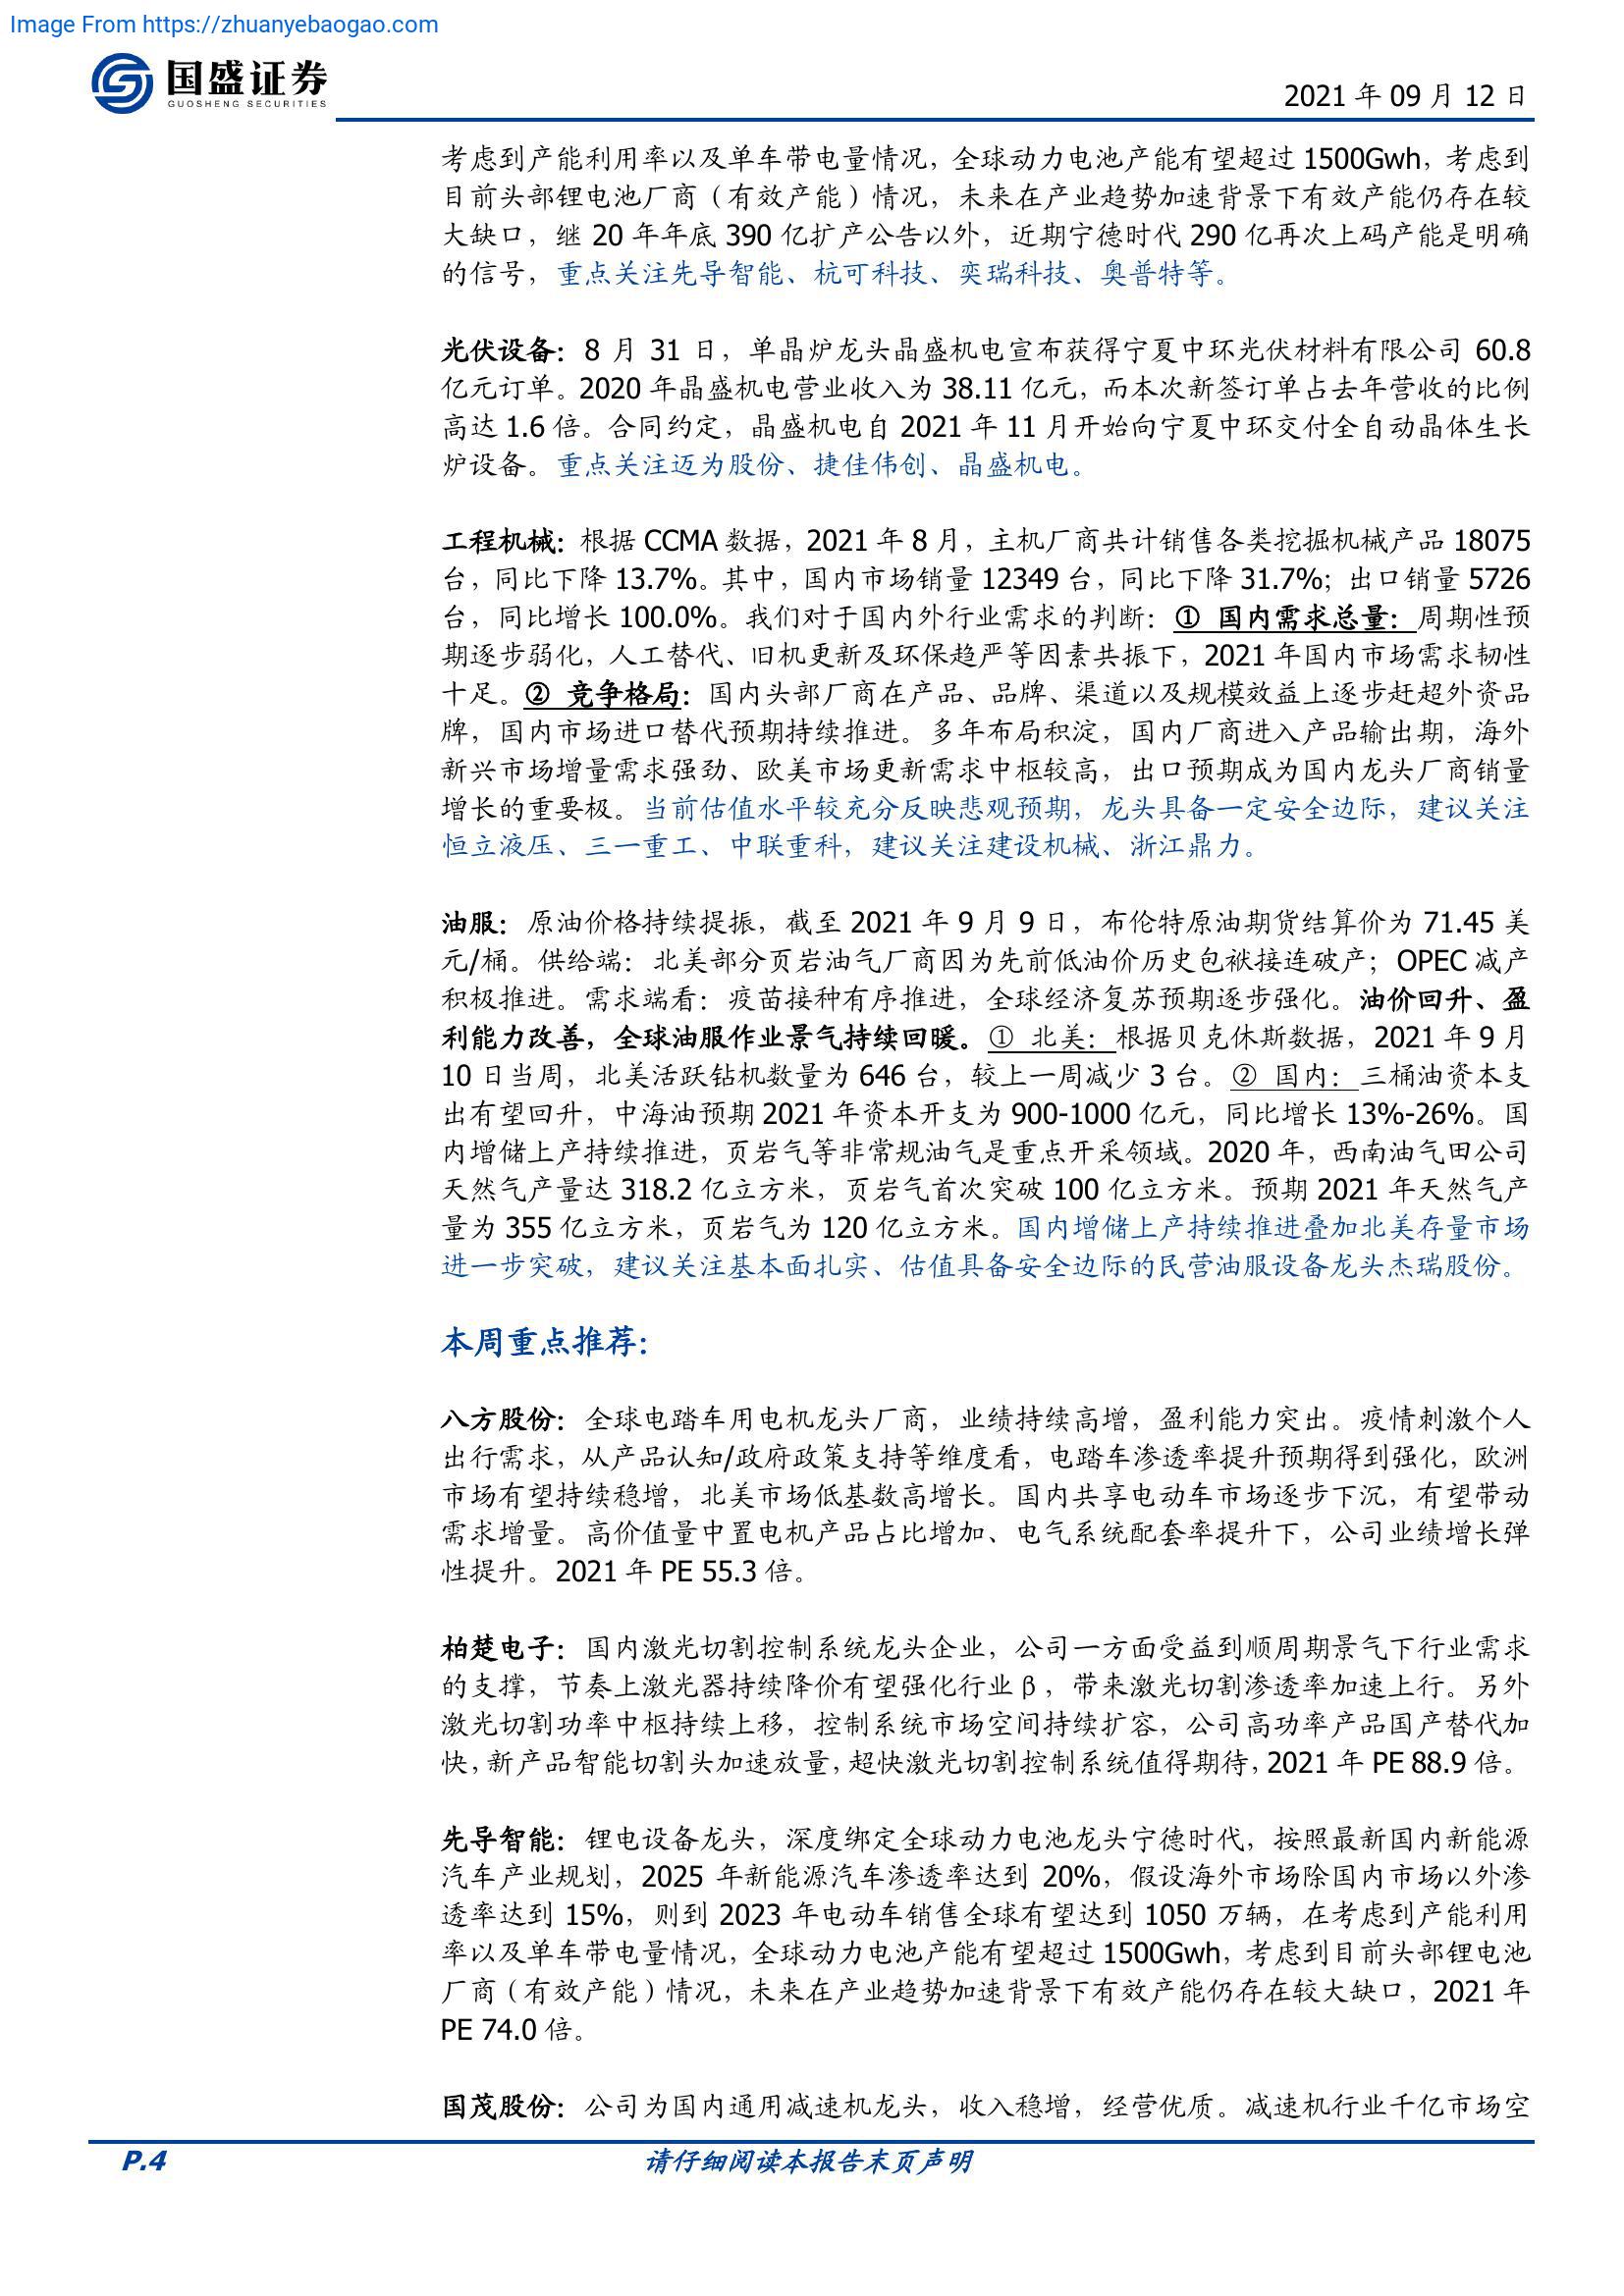 Image From https://zhuanyebaogao.com
国盛证券
GUOSHENG SECURITIES
2021 年 09 月 12 日
考虑到产能利用率以及单车带电量情况，全球动力电池产能有望超过 1500Gwh，考虑到
目前头部锂电池厂商（有效产能）情况，未来在产业趋势加速背景下有效产能仍存在较
大缺口，继 20 年年底 390 亿扩产公告以外，近期宁德时代 290 亿再次上码产能是明确
的信号，重点关注先导智能、杭可科技、奕瑞科技、奥普特等。
光伏设备：8 月 31 日，单晶炉龙头晶盛机电宣布获得宁夏中环光伏材料有限公司 60.8
亿元订单。2020 年晶盛机电营业收入为 38.11 亿元，而本次新签订单占去年营收的比例
高达 1.6 倍。合同约定，晶盛机电自 2021 年 11 月开始向宁夏中环交付全自动晶体生长
炉设备。重点关注迈为股份、捷佳伟创、晶盛机电。
工程机械：根据 CCMA 数据，2021 年 8 月，主机厂商共计销售各类挖掘机械产品 18075
台，同比下降 13.7%。其中，国内市场销量 12349 台，同比下降 31.7%；出口销量 5726
台，同比增长 100.0%。我们对于国内外行业需求的判断：① 国内需求总量：周期性预
期逐步弱化，人工替代、旧机更新及环保趋严等因素共振下，2021 年国内市场需求韧性
十足。② 竞争格局：国内头部厂商在产品、品牌、渠道以及规模效益上逐步赶超外资品
牌，国内市场进口替代预期持续推进。多年布局积淀，国内厂商进入产品输出期，海外
新兴市场增量需求强劲、欧美市场更新需求中枢较高，出口预期成为国内龙头厂商销量
增长的重要极。当前估值水平较充分反映悲观预期，龙头具备一定安全边际，建议关注
恒立液压、三一重工、中联重科，建议关注建设机械、浙江鼎力。
油服：原油价格持续提振，截至 2021 年 9 月 9 日，布伦特原油期货结算价为 71.45 美
元/桶。供给端：北美部分页岩油气厂商因为先前低油价历史包袱接连破产；OPEC 减产
积极推进。需求端看：疫苗接种有序推进，全球经济复苏预期逐步强化。油价回升、盈
利能力改善，全球油服作业景气持续回暖。① 北美：根据贝克休斯数据，2021 年 9 月
10 日当周，北美活跃钻机数量为 646 台，较上一周减少 3 台。② 国内：三桶油资本支
出有望回升，中海油预期 2021 年资本开支为 900-1000 亿元，同比增长 13%-26%。国
内增储上产持续推进，页岩气等非常规油气是重点开采领域。2020 年，西南油气田公司
天然气产量达 318.2 亿立方米，页岩气首次突破 100 亿立方米。预期 2021 年天然气产
量为 355 亿立方米，页岩气为 120 亿立方米。国内增储上产持续推进叠加北美存量市场
进一步突破，建议关注基本面扎实、估值具备安全边际的民营油服设备龙头杰瑞股份。
本周重点推荐：
八方股份：全球电踏车用电机龙头厂商，业绩持续高增，盈利能力突出。疫情刺激个人
出行需求，从产品认知/政府政策支持等维度看，电踏车渗透率提升预期得到强化，欧洲
市场有望持续稳增，北美市场低基数高增长。国内共享电动车市场逐步下沉，有望带动
需求增量。高价值量中置电机产品占比增加、电气系统配套率提升下，公司业绩增长弹
性提升。2021 年 PE 55.3 倍。
柏楚电子：国内激光切割控制系统龙头企业，公司一方面受益到顺周期景气下行业需求
的支撑，节奏上激光器持续降价有望强化行业β，带来激光切割渗透率加速上行。另外
激光切割功率中枢持续上移，控制系统市场空间持续扩容，公司高功率产品国产替代加
快，新产品智能切割头加速放量，超快激光切割控制系统值得期待，2021 年 PE 88.9 倍。
先导智能：锂电设备龙头，深度绑定全球动力电池龙头宁德时代，按照最新国内新能源
汽车产业规划，2025 年新能源汽车渗透率达到 20%，假设海外市场除国内市场以外渗
透率达到 15%，则到 2023 年电动车销售全球有望达到 1050 万辆，在考虑到产能利用
率以及单车带电量情况，全球动力电池产能有望超过 1500Gwh，考虑到目前头部锂电池
厂商（有效产能）情况，未来在产业趋势加速背景下有效产能仍存在较大缺口，2021 年
PE 74.0 倍。
国茂股份：公司为国内通用减速机龙头，收入稳增，经营优质。减速机行业千亿市场空
P.4
请仔细阅读本报告末页声明